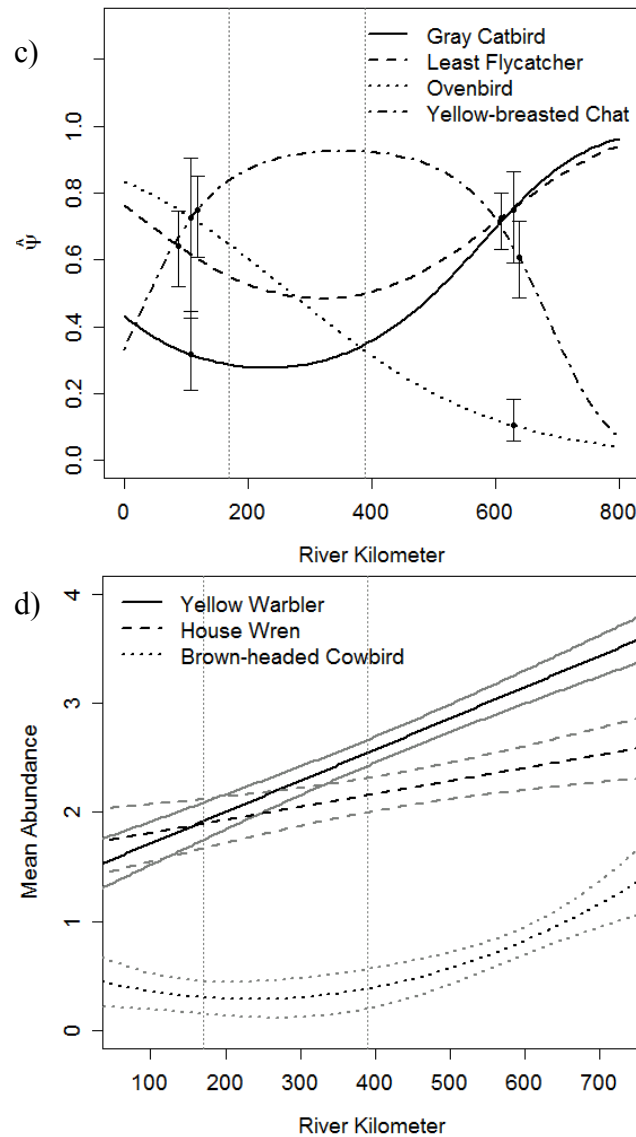 c)
Gray Catbird
Least Flycatcher
Ovenbird
Yellow-breasted Chat
1.0
0.8
0.6
0.4
0.2
0.0
Ψ̂
0 200 400 600 800
River Kilometer
d)
Yellow Warbler
House Wren
Brown-headed Cowbird
4
3
2
1
0
Mean Abundance
100 200 300 400 500 600 700
River Kilometer